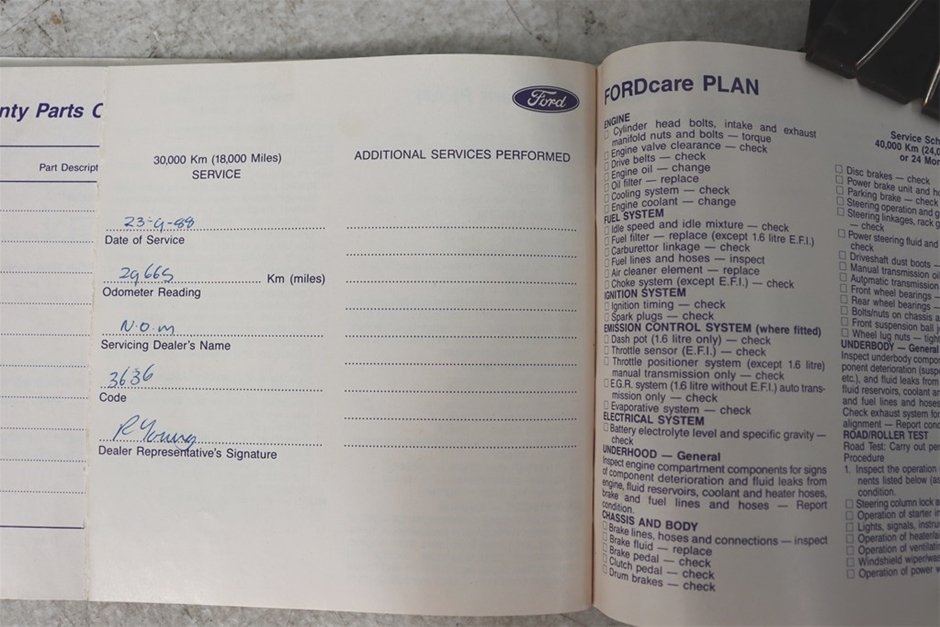 nty Parts C
Part Descript
Ford
30,000 Km (18,000 Miles)
SERVICE
ADDITIONAL SERVICES PERFORMED
23-9-88
Date of Service
29665 Km (miles)
Odometer Reading
N.O.M
Servicing Dealer's Name
3636
Code
R Young
Dealer Representative's Signature
FORDcare PLAN
ENGINE
Cylinder head bolts, intake and exhaust
manifold nuts and bolts — torque
Engine valve clearance — check
Drive belts — check
Engine oil — change
Oil filter — replace
Cooling system — check
Engine coolant — change
FUEL SYSTEM
Idle speed and idle mixture — check
Fuel filter — replace (except 1.6 litre E.F.I.)
Carburettor linkage — check
Fuel lines and hoses — inspect
Air cleaner element — replace
Choke system (except E.F.I.) — check
IGNITION SYSTEM
Ignition timing — check
Spark plugs — check
EMISSION CONTROL SYSTEM (where fitted)
Dash pot (1.6 litre only) — check
Throttle sensor (E.F.I.) — check
Throttle positioner system (except 1.6 litre)
manual transmission only — check
E.G.R. system (1.6 litre without E.F.I.) auto trans-
mission only — check
Evaporative system — check
ELECTRICAL SYSTEM
Battery electrolyte level and specific gravity —
check
UNDERHOOD — General
Inspect engine compartment components for signs
of component deterioration and fluid leaks from
engine, fluid reservoirs, coolant and heater hoses,
brake and fuel lines and hoses — Report
condition.
CHASSIS AND BODY
Brake lines, hoses and connections — inspect
Brake fluid — replace
Brake pedal — check
Clutch pedal — check
Drum brakes — check
Service Sch
40,000 Km (24,0
or 24 Mon
Disc brakes — check
Power brake unit and h
Parking brake — check
Steering operation and g
Steering linkages, rack g
— check
Power steering fluid and
check
Driveshaft dust boots —
Manual transmission oil
Automatic transmission
Front wheel bearings —
Rear wheel bearings —
Bolts/nuts on chassis a
Front suspension ball j
Wheel lug nuts — tigh
UNDERBODY — General
Inspect underbody compo
ponent deterioration (susp
etc.), and fluid leaks from
fluid reservoirs, coolant an
and fuel lines and hoses
Check exhaust system for
alignment — Report cond
ROAD/ROLLER TEST
Road Test: Carry out per
Procedure
1. Inspect the operation
nents listed below (as
condition.
Steering column lock a
Operation of starter in
Lights, signals, instru
Operation of heater/a
Operation of ventilati
Windshield wiper/wa
Operation of power w